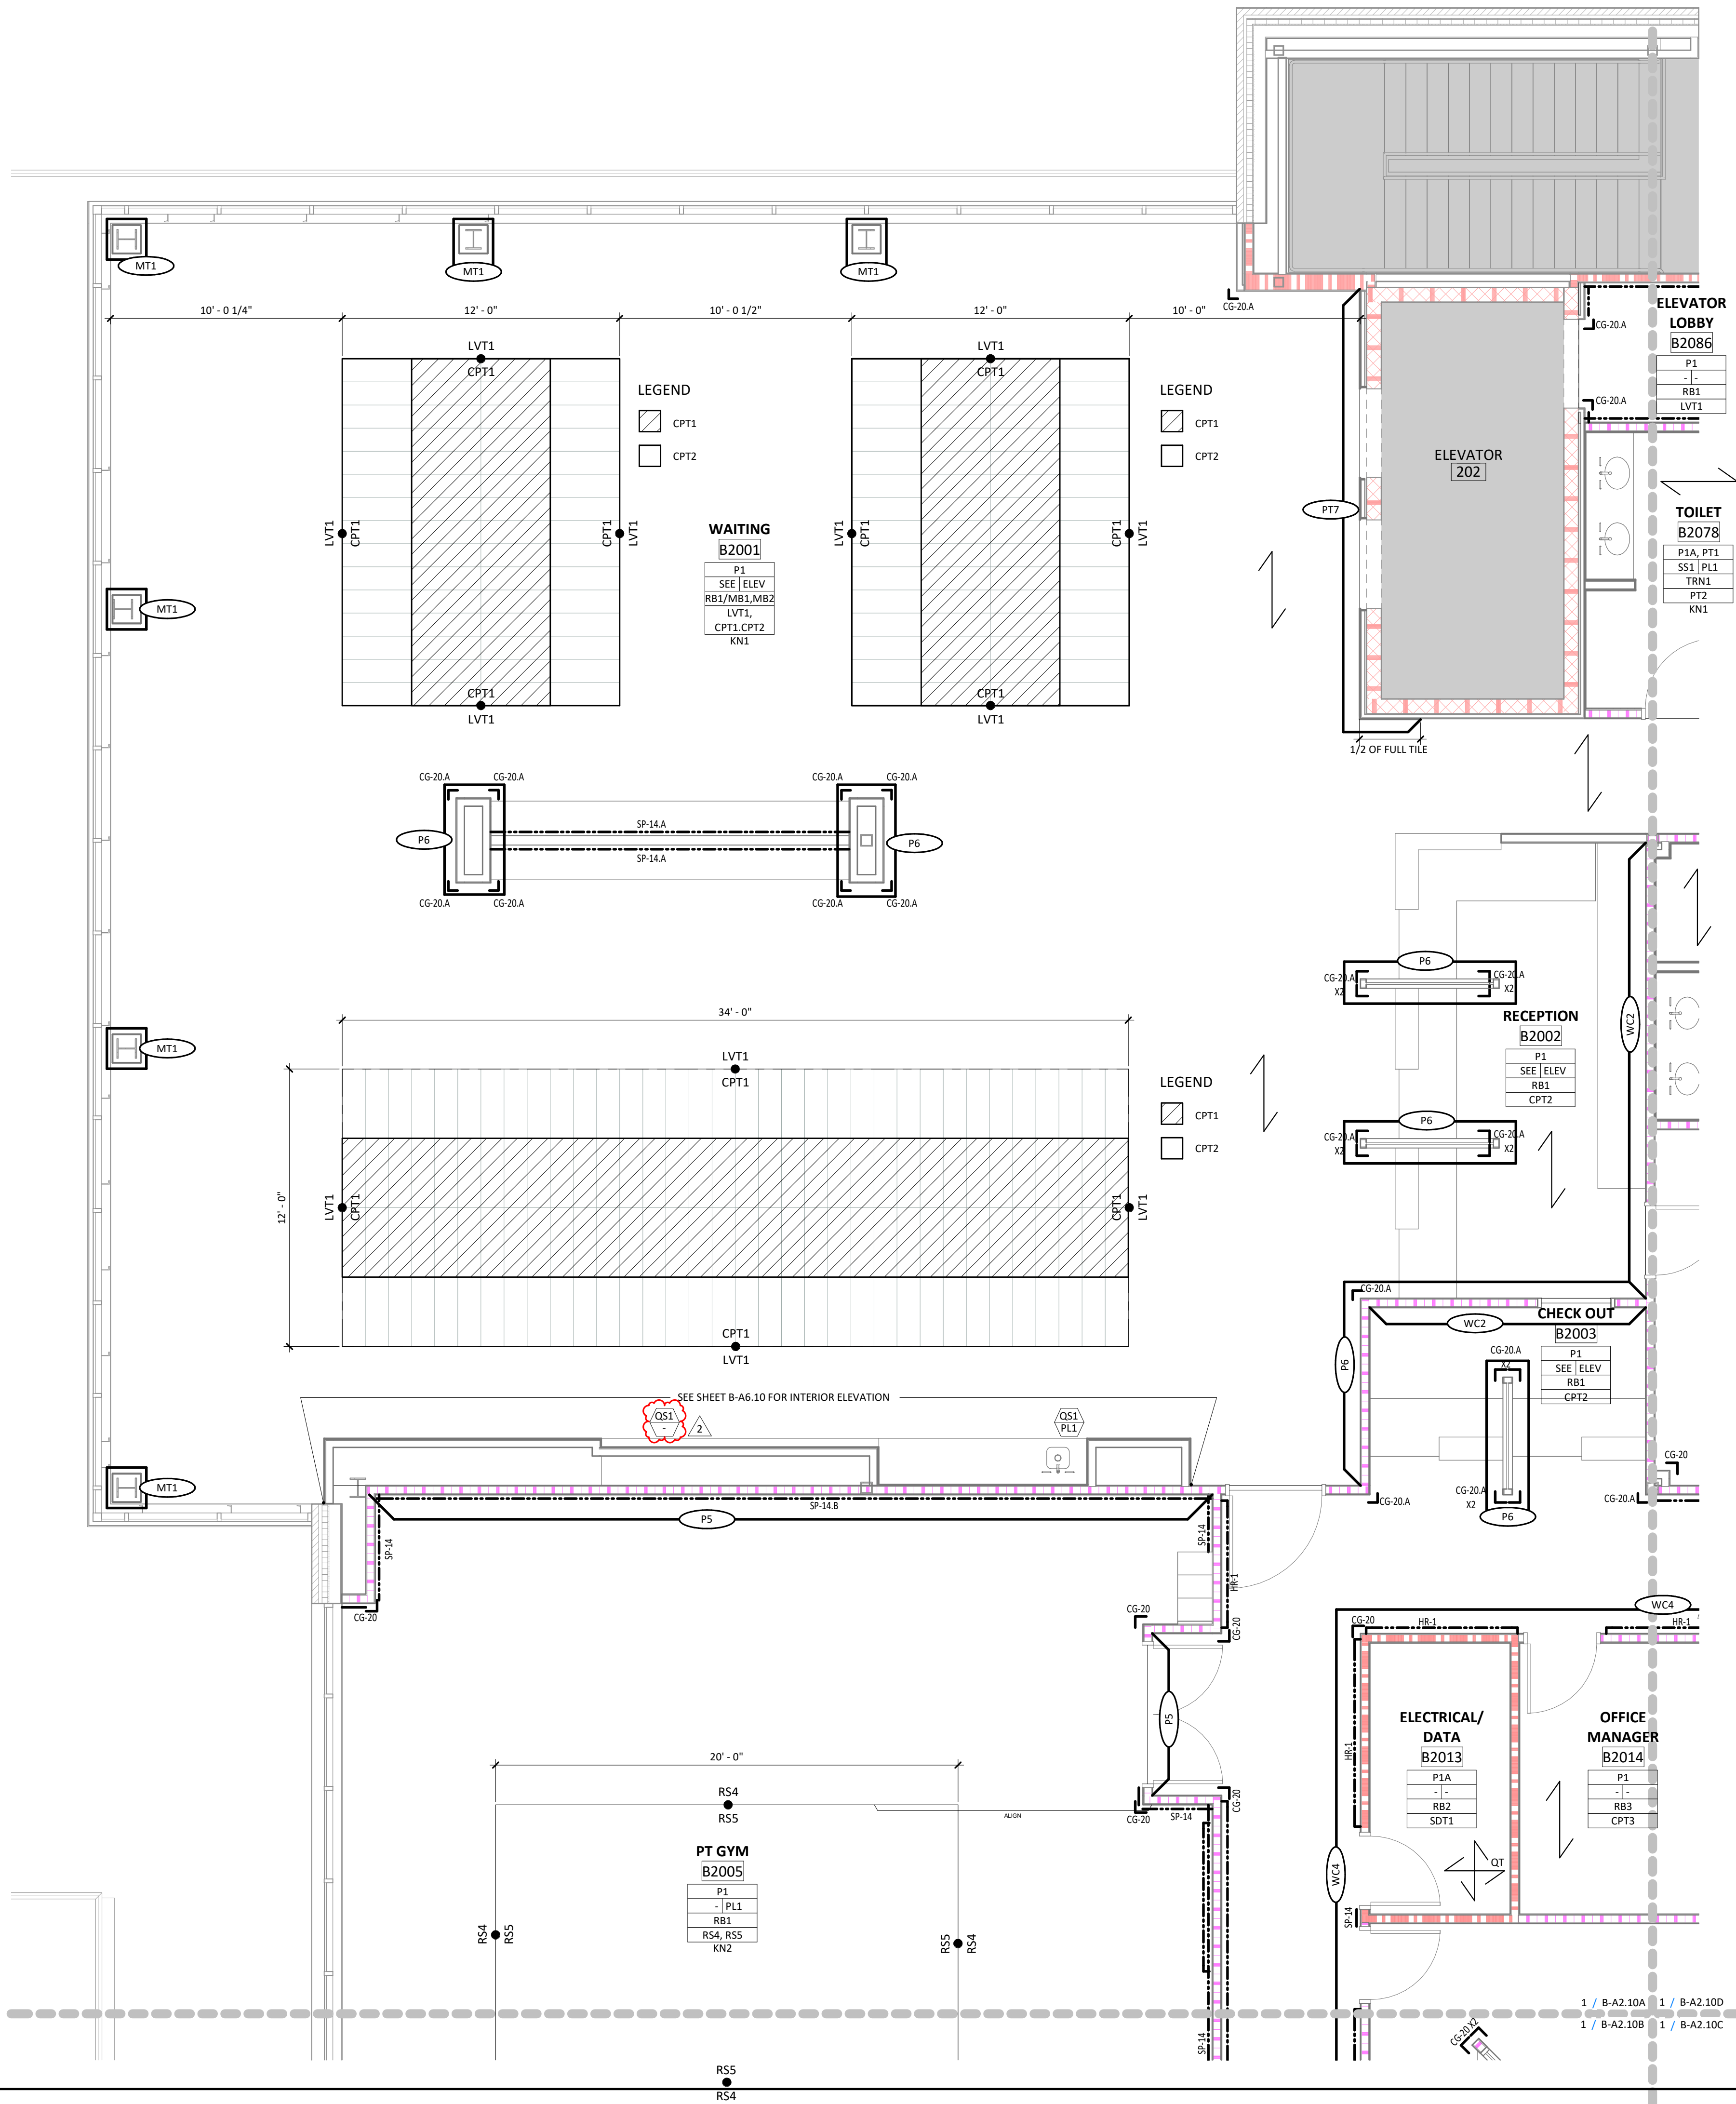 MT1
MT1
MT1
10' - 0 1/4"
12' - 0"
10' - 0 1/2"
12' - 0"
10' - 0"
CG-20.A
CG-20.A
ELEVATOR
LOBBY
B2086
P1
- -
RB1
LVT1
CG-20.A
LVT1
CPT1
LEGEND
CPT1
CPT2
LVT1
CPT1
LEGEND
CPT1
CPT2
ELEVATOR
202
PT7
TOILET
B2078
P1A, PT1
SS1 PL1
TRN1
PT2
KN1
LVT1
CPT1
CPT1
LVT1
WAITING
B2001
P1
SEE ELEV
RB1/MB1,MB2
LVT1,
CPT1.CPT2
KN1
LVT1
CPT1
CPT1
LVT1
MT1
CPT1
LVT1
CPT1
LVT1
1/2 OF FULL TILE
CG-20.A
CG-20.A
CG-20.A
CG-20.A
P6
SP-14.A
SP-14.A
P6
CG-20.A
CG-20.A
CG-20.A
CG-20.A
P6
CG-20.A
X2
CG-20.A
X2
RECEPTION
B2002
P1
SEE ELEV
RB1
CPT2
WC2
MT1
34' - 0"
LVT1
CPT1
LEGEND
CPT1
CPT2
P6
CG-20.A
X2
CG-20.A
X2
12' - 0"
LVT1
CPT1
CPT1
LVT1
CPT1
LVT1
CG-20.A
WC2
CHECK OUT
B2003
P1
SEE ELEV
RB1
CPT2
P6
CG-20.A
X2
SEE SHEET B-A6.10 FOR INTERIOR ELEVATION
QS1
-
2
QS1
PL1
CG-20
MT1
CG-20.A
CG-20.A
X2
CG-20.A
P6
SP-14.B
P5
SP-14
SP-14
CG-20
HR-1
CG-20
CG-20
WC4
CG-20
HR-1
HR-1
P5
HR-1
ELECTRICAL/
DATA
B2013
P1A
- -
RB2
SDT1
OFFICE
MANAGER
B2014
P1
- -
RB3
CPT3
20' - 0"
RS4
RS5
ALIGN
CG-20
SP-14
CG-20
PT GYM
B2005
P1
- PL1
RB1
RS4, RS5
KN2
QT
WC4
SP-14
RS4
RS5
RS5
RS4
1 / B-A2.10A
1 / B-A2.10D
1 / B-A2.10B
1 / B-A2.10C
SP-14
CG-20 X2
RS5
RS4